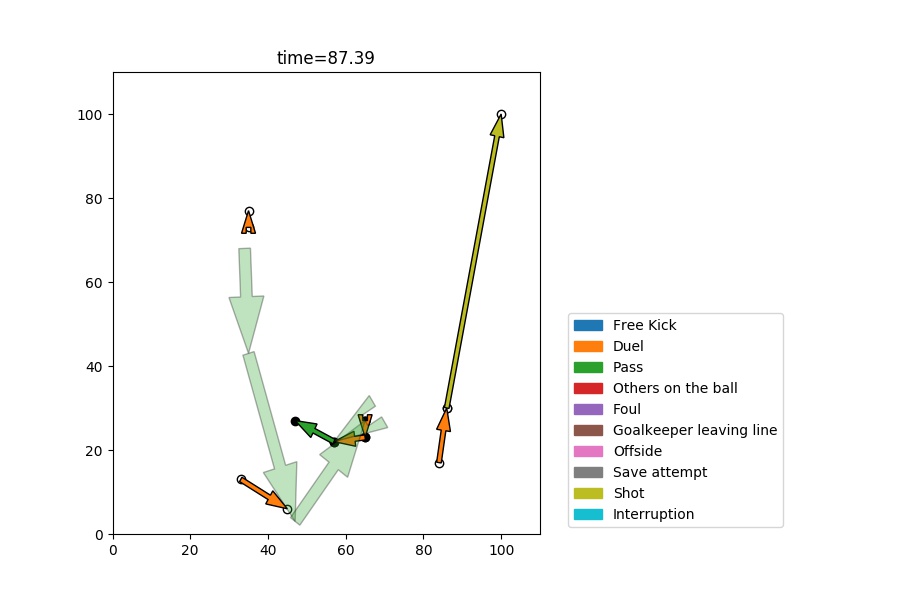 time=87.39
100
80
60
40
20
0
0 20 40 60 80 100
Free Kick
Duel
Pass
Others on the ball
Foul
Goalkeeper leaving line
Offside
Save attempt
Shot
Interruption